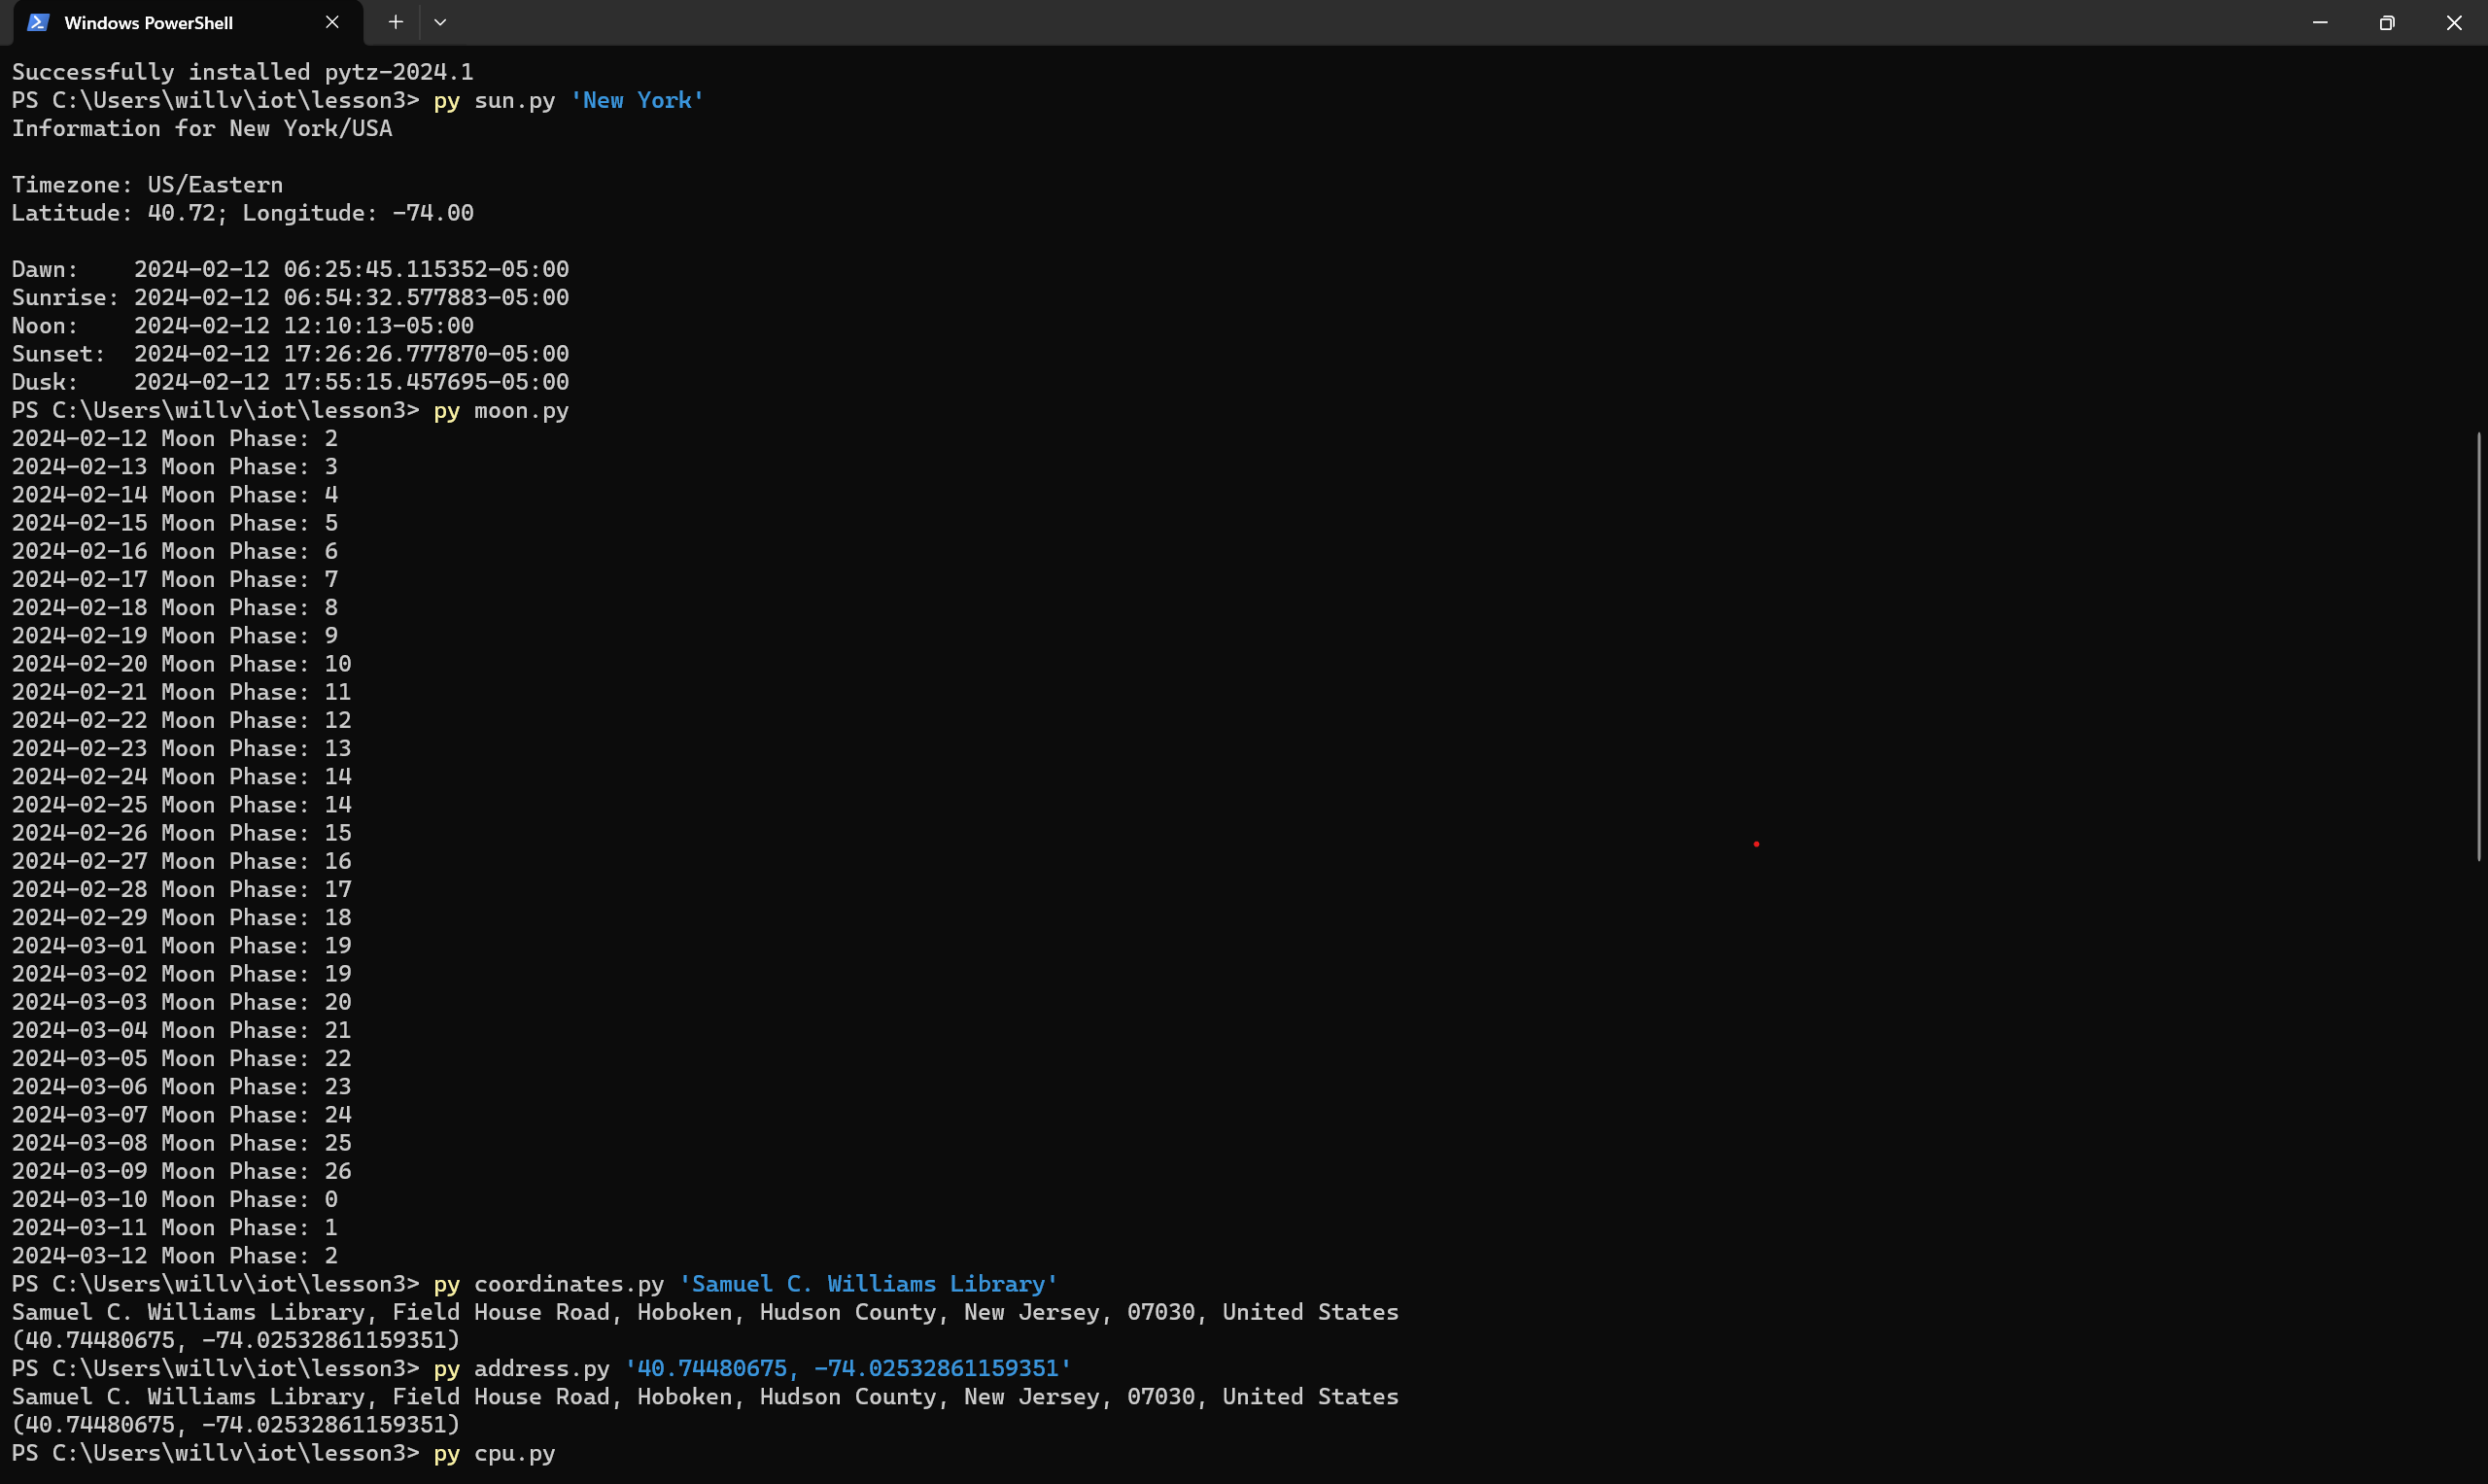 Windows PowerShell
Successfully installed pytz-2024.1
PS C:\Users\willv\iot\lesson3> py sun.py 'New York'
Information for New York/USA
Timezone: US/Eastern
Latitude: 40.72; Longitude: -74.00
Dawn:    2024-02-12 06:25:45.115352-05:00
Sunrise: 2024-02-12 06:54:32.577883-05:00
Noon:    2024-02-12 12:10:13-05:00
Sunset:  2024-02-12 17:26:26.777870-05:00
Dusk:    2024-02-12 17:55:15.457695-05:00
PS C:\Users\willv\iot\lesson3> py moon.py
2024-02-12 Moon Phase: 2
2024-02-13 Moon Phase: 3
2024-02-14 Moon Phase: 4
2024-02-15 Moon Phase: 5
2024-02-16 Moon Phase: 6
2024-02-17 Moon Phase: 7
2024-02-18 Moon Phase: 8
2024-02-19 Moon Phase: 9
2024-02-20 Moon Phase: 10
2024-02-21 Moon Phase: 11
2024-02-22 Moon Phase: 12
2024-02-23 Moon Phase: 13
2024-02-24 Moon Phase: 14
2024-02-25 Moon Phase: 14
2024-02-26 Moon Phase: 15
2024-02-27 Moon Phase: 16
2024-02-28 Moon Phase: 17
2024-02-29 Moon Phase: 18
2024-03-01 Moon Phase: 19
2024-03-02 Moon Phase: 19
2024-03-03 Moon Phase: 20
2024-03-04 Moon Phase: 21
2024-03-05 Moon Phase: 22
2024-03-06 Moon Phase: 23
2024-03-07 Moon Phase: 24
2024-03-08 Moon Phase: 25
2024-03-09 Moon Phase: 26
2024-03-10 Moon Phase: 0
2024-03-11 Moon Phase: 1
2024-03-12 Moon Phase: 2
PS C:\Users\willv\iot\lesson3> py coordinates.py 'Samuel C. Williams Library'
Samuel C. Williams Library, Field House Road, Hoboken, Hudson County, New Jersey, 07030, United States
(40.74480675, -74.02532861159351)
PS C:\Users\willv\iot\lesson3> py address.py '40.74480675, -74.02532861159351'
Samuel C. Williams Library, Field House Road, Hoboken, Hudson County, New Jersey, 07030, United States
(40.74480675, -74.02532861159351)
PS C:\Users\willv\iot\lesson3> py cpu.py